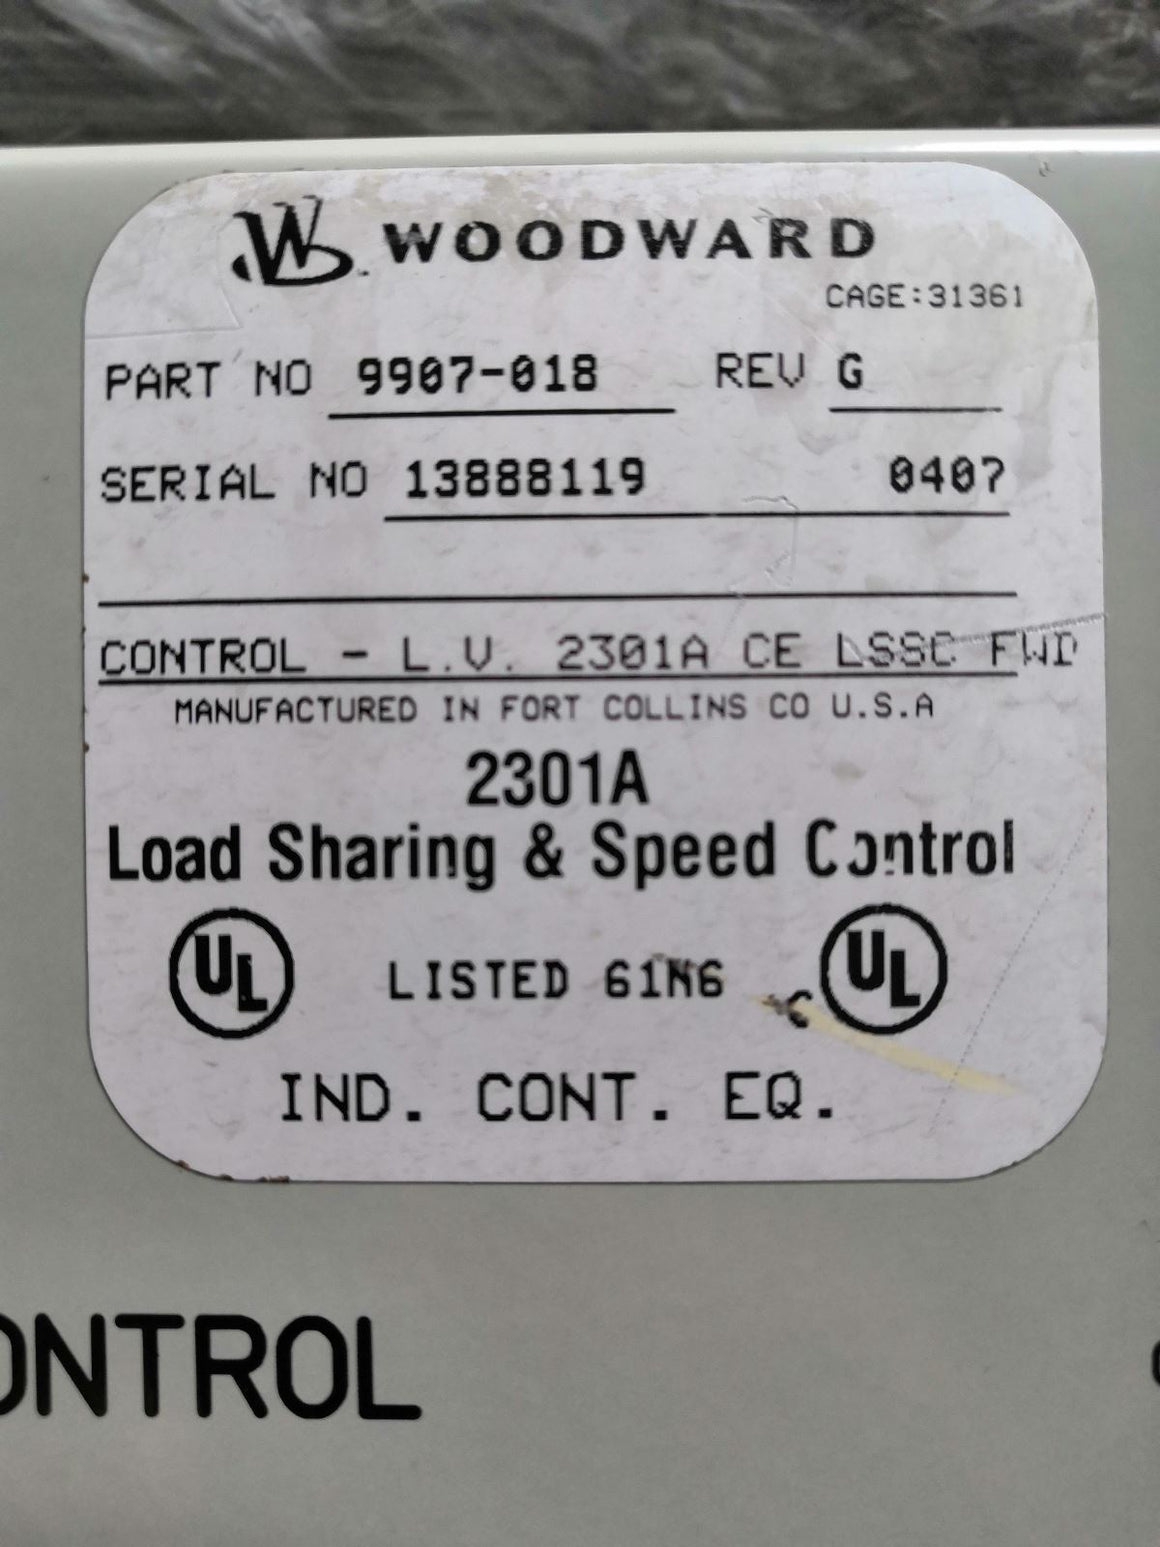 WOODWARD
CAGE:31361
PART NO 9907-018 REV G
SERIAL NO 13888119 0407
CONTROL - L.V. 2301A CE LSSC FWD
MANUFACTURED IN FORT COLLINS CO U.S.A
2301A
Load Sharing & Speed Control
UL LISTED 61N6 C UL
IND. CONT. EQ.
ONTROL